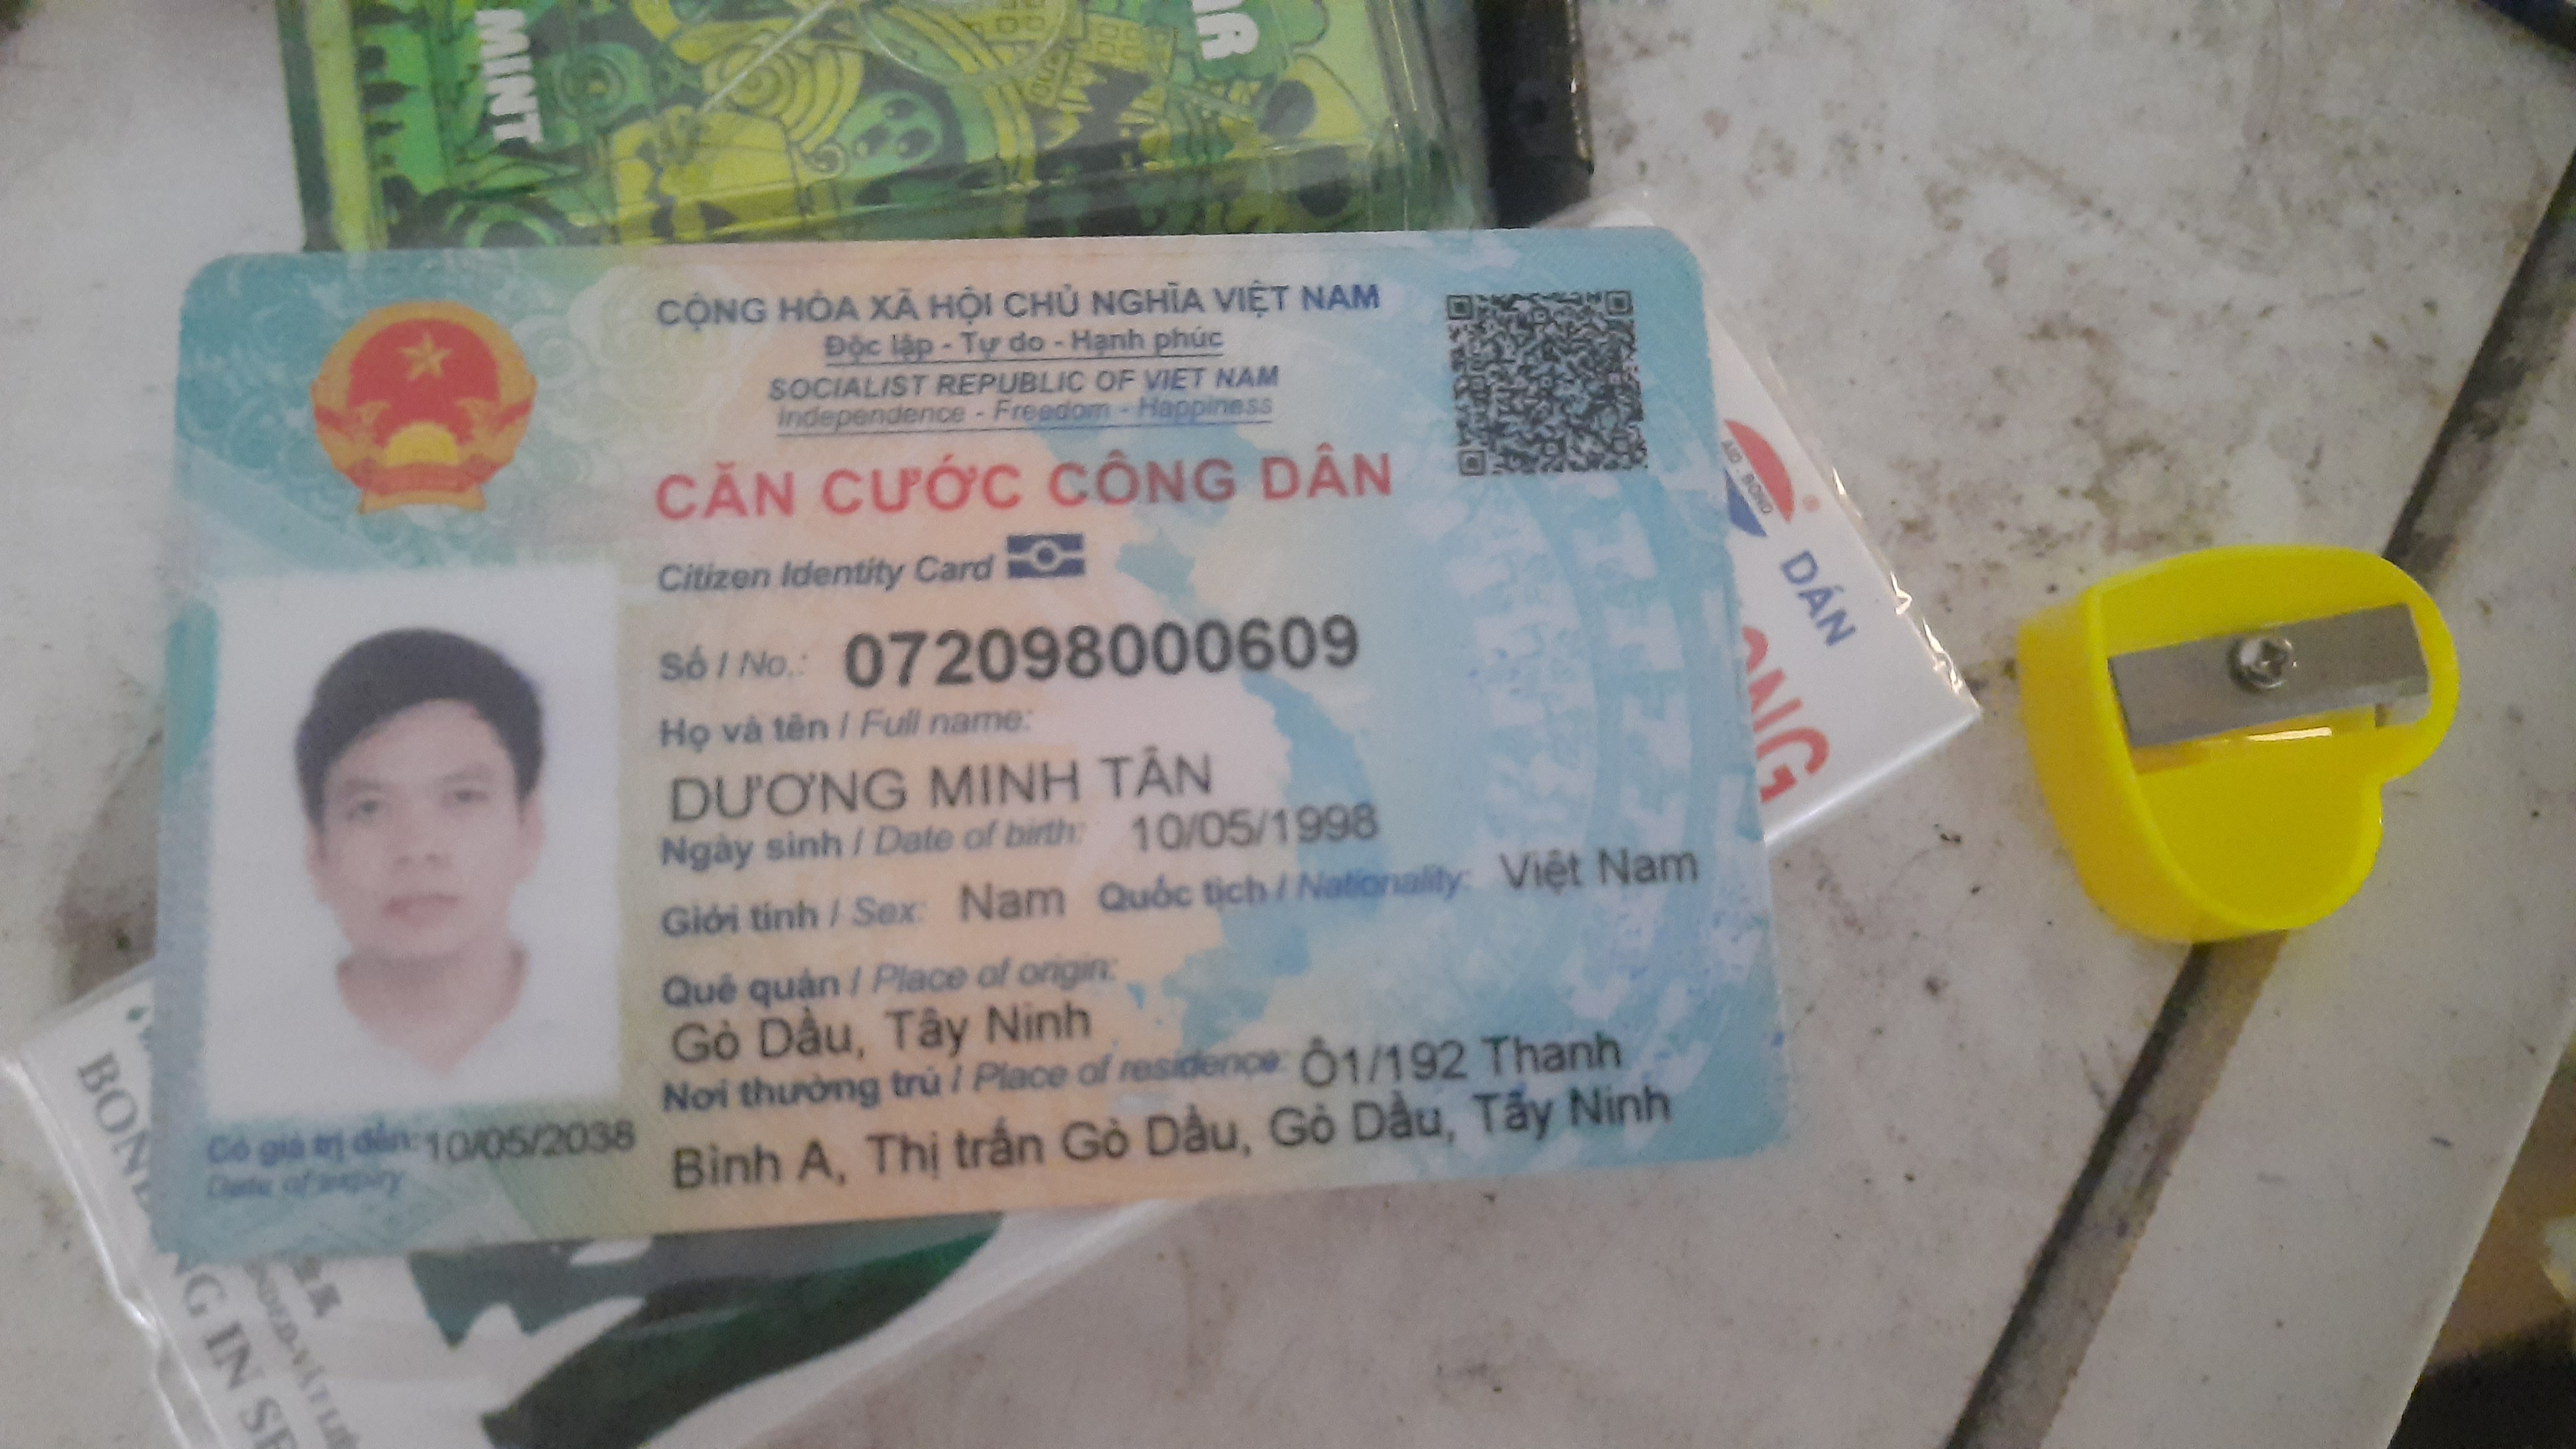 MINT
CỘNG HÒA XÃ HỘI CHỦ NGHĨA VIỆT NAM
Độc lập - Tự do - Hạnh phúc
SOCIALIST REPUBLIC OF VIET NAM
Independence - Freedom - Happiness
CĂN CƯỚC CÔNG DÂN
Citizen Identity Card
Số / No.: 072098000609
Họ và tên / Full name:
DƯƠNG MINH TÂN
Ngày sinh / Date of birth: 10/05/1998
Giới tính / Sex: Nam Quốc tịch / Nationality: Việt Nam
Quê quán / Place of origin:
Gò Dầu, Tây Ninh
Nơi thường trú / Place of residence: Ô1/192 Thanh
Bình A, Thị trấn Gò Dầu, Gò Dầu, Tây Ninh
Có giá trị đến: 10/05/2038
Date of expiry
DÁN